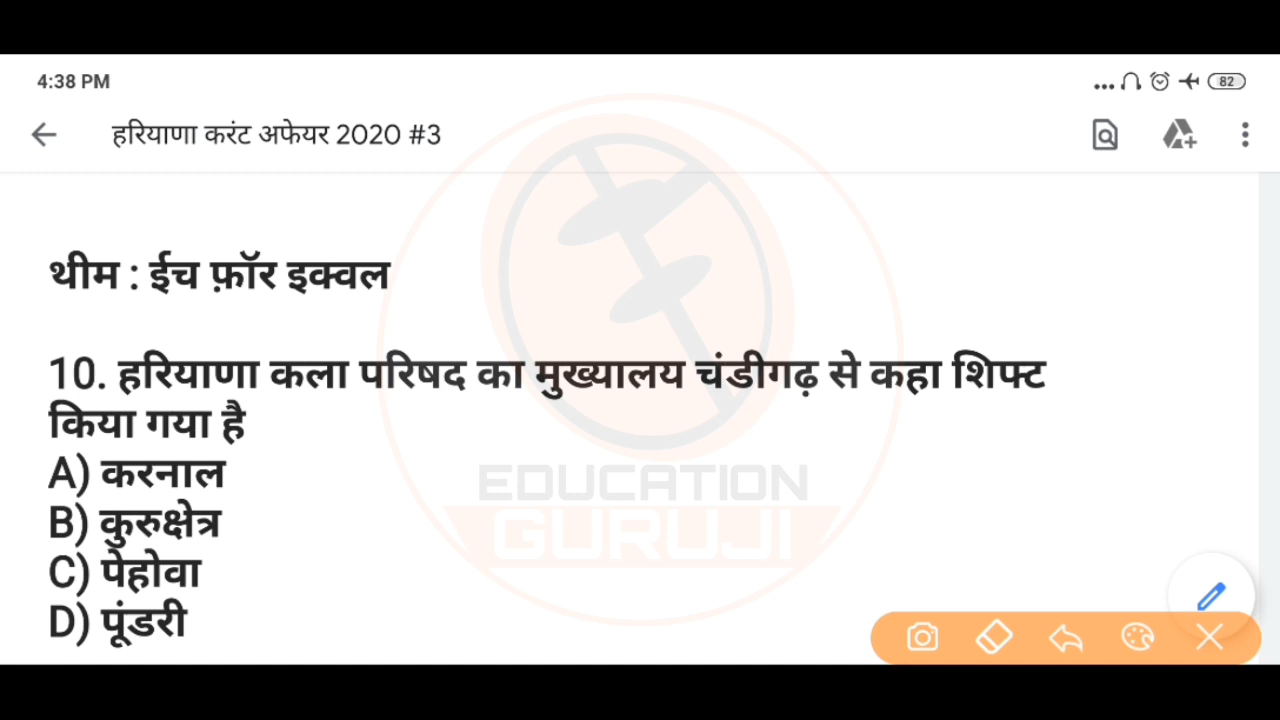 4:38 PM
82
हरियाणा करंट अफेयर 2020 #3
थीम : ईच फ़ॉर इक्वल
10. हरियाणा कला परिषद का मुख्यालय चंडीगढ़ से कहा शिफ्ट
किया गया है
A) करनाल
B) कुरुक्षेत्र
C) पेहोवा
D) पूंडरी
EDUCATION
GURUJI